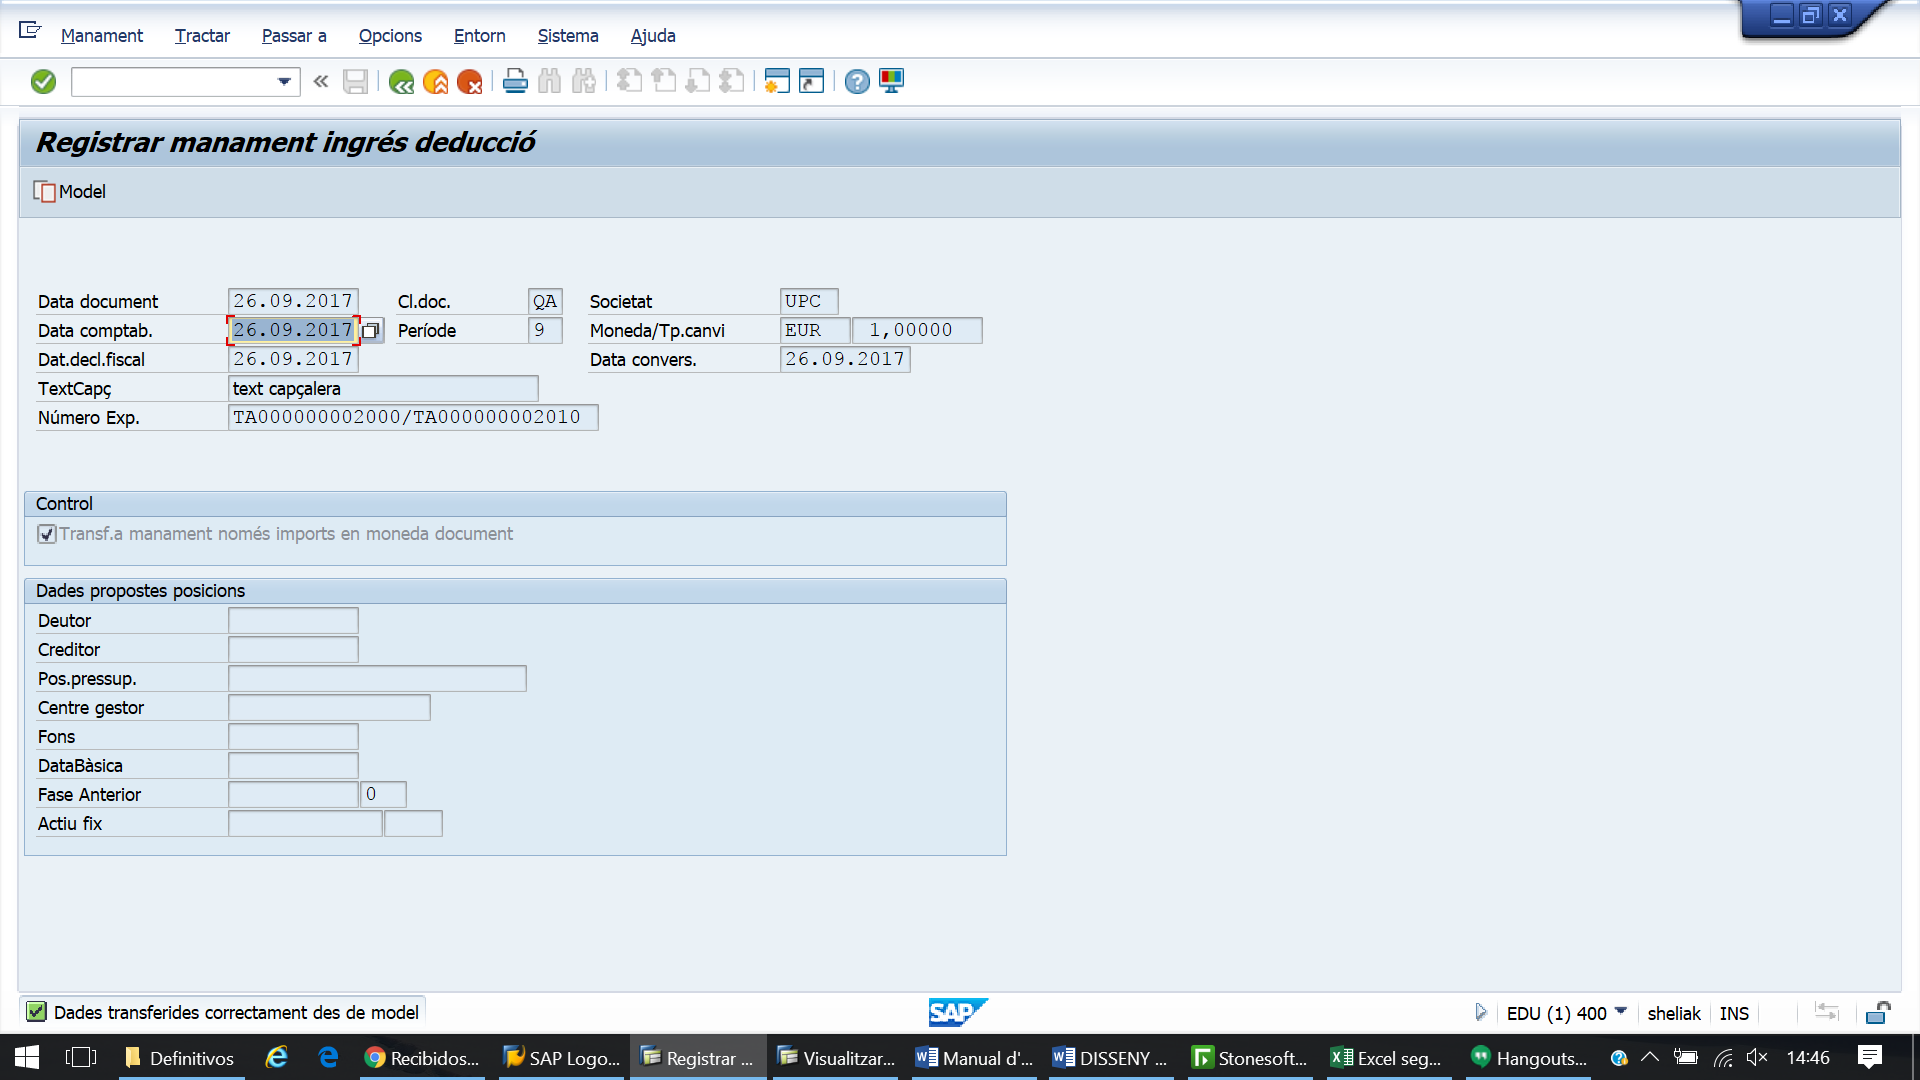 Manament Tractar Passar a Opcions Entorn Sistema Ajuda
Registrar manament ingrés deducció
Model
Data document 26.09.2017 Cl.doc. QA Societat UPC
Data comptab. 26.09.2017 Període 9 Moneda/Tp.canvi EUR 1,00000
Dat.decl.fiscal 26.09.2017 Data convers. 26.09.2017
TextCapç text capçalera
Número Exp. TA000000002000/TA000000002010
Control
Transf.a manament només imports en moneda document
Dades propostes posicions
Deutor
Creditor
Pos.pressup.
Centre gestor
Fons
DataBàsica
Fase Anterior 0
Actiu fix
Dades transferides correctament des de model SAP EDU (1) 400 sheliak INS
Definitivos Recibidos... SAP Logo... Registrar ... Visualitzar... Manual d'... DISSENY ... Stonesoft... Excel seg... Hangouts... 14:46